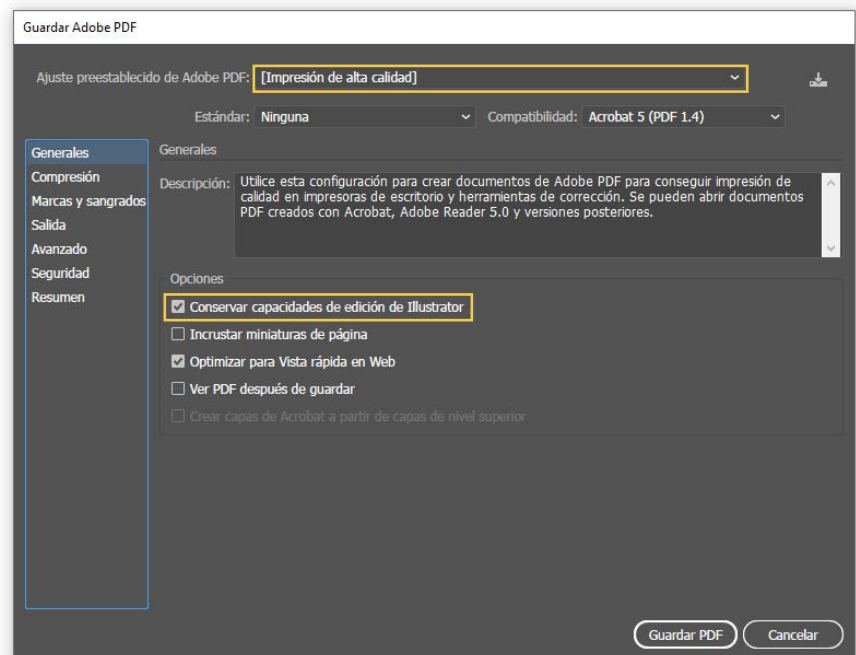 Guardar Adobe PDF
Ajuste preestablecido de Adobe PDF: [Impresión de alta calidad]
Estándar: Ninguna Compatibilidad: Acrobat 5 (PDF 1.4)
Generales
Compresión
Marcas y sangrados
Salida
Avanzado
Seguridad
Resumen
Generales
Descripción: Utilice esta configuración para crear documentos de Adobe PDF para conseguir impresión de
calidad en impresoras de escritorio y herramientas de corrección. Se pueden abrir documentos
PDF creados con Acrobat, Adobe Reader 5.0 y versiones posteriores.
Opciones
Conservar capacidades de edición de Illustrator
Incrustar miniaturas de página
Optimizar para Vista rápida en Web
Ver PDF después de guardar
Crear capas de Acrobat a partir de capas de nivel superior
Guardar PDF Cancelar